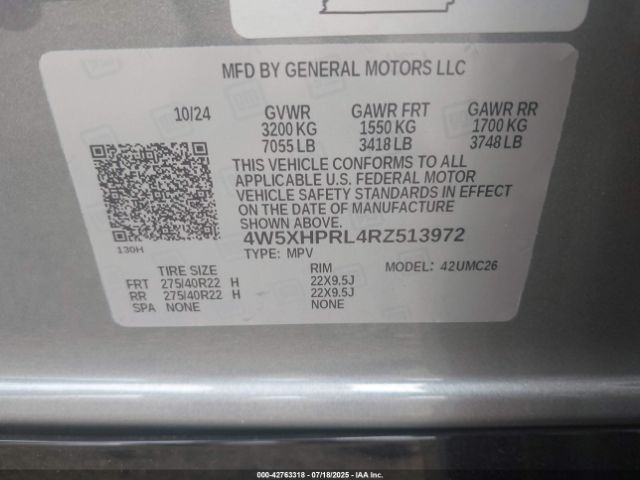 MFD BY GENERAL MOTORS LLC
10/24 GVWR GAWR FRT GAWR RR
3200 KG 1550 KG 1700 KG
7055 LB 3418 LB 3748 LB
THIS VEHICLE CONFORMS TO ALL
APPLICABLE U.S. FEDERAL MOTOR
VEHICLE SAFETY STANDARDS IN EFFECT
ON THE DATE OF MANUFACTURE
SHOWN ABOVE.
4W5XHPRL4RZ513972
130H TYPE: MPV
TIRE SIZE RIM MODEL: 42UMC26
FRT 275/40R22 H 22X9.5J
RR 275/40R22 H 22X9.5J
SPA NONE NONE
000-42763318 | 07/18/2025 | IAA Inc.